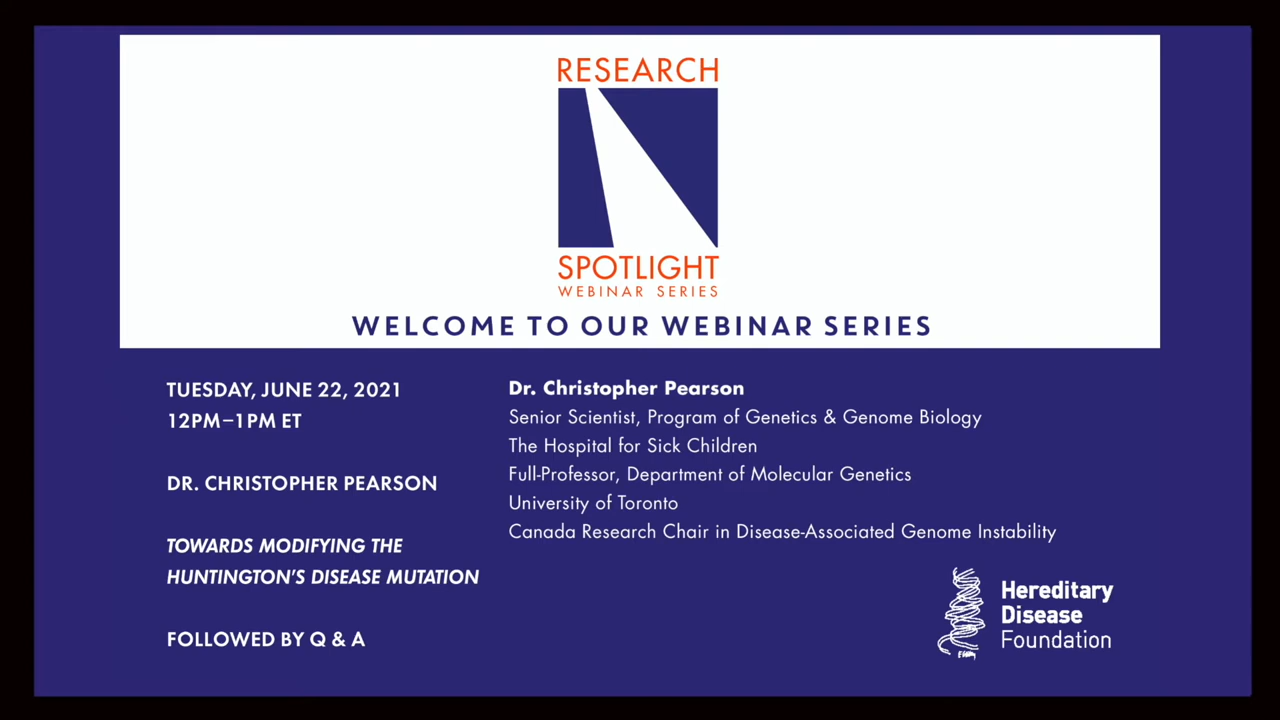 RESEARCH
SPOTLIGHT
WEBINAR SERIES
WELCOME TO OUR WEBINAR SERIES
TUESDAY, JUNE 22, 2021
12PM–1PM ET
DR. CHRISTOPHER PEARSON
TOWARDS MODIFYING THE
HUNTINGTON'S DISEASE MUTATION
FOLLOWED BY Q & A
Dr. Christopher Pearson
Senior Scientist, Program of Genetics & Genome Biology
The Hospital for Sick Children
Full-Professor, Department of Molecular Genetics
University of Toronto
Canada Research Chair in Disease-Associated Genome Instability
Hereditary
Disease
Foundation